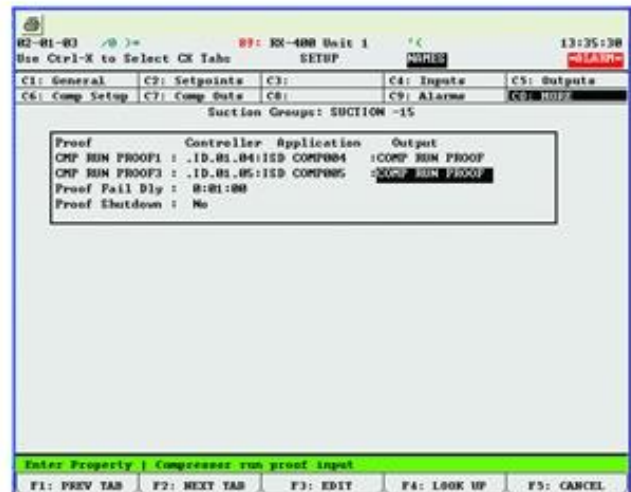 02-01-03 RX-400 Unit 1 13:35:30
Use Ctrl-X to Select CX Tabs SETUP NAMES *ALARM*
C1: General C2: Setpoints C3: C4: Inputs C5: Outputs
C6: Comp Setup C7: Comp Outs C8: C9: Alarms C0: MORE
Suction Groups: SUCTION -15
Proof Controller Application Output
CMP RUN PROOF1 : .ID.01.04:ISD COMP004 :COMP RUN PROOF
CMP RUN PROOF3 : .ID.01.05:ISD COMP005 :COMP RUN PROOF
Proof Fail Dly : 0:01:00
Proof Shutdown : No
Enter Property | Compressor run proof input
F1: PREV TAB F2: NEXT TAB F3: EDIT F4: LOOK UP F5: CANCEL